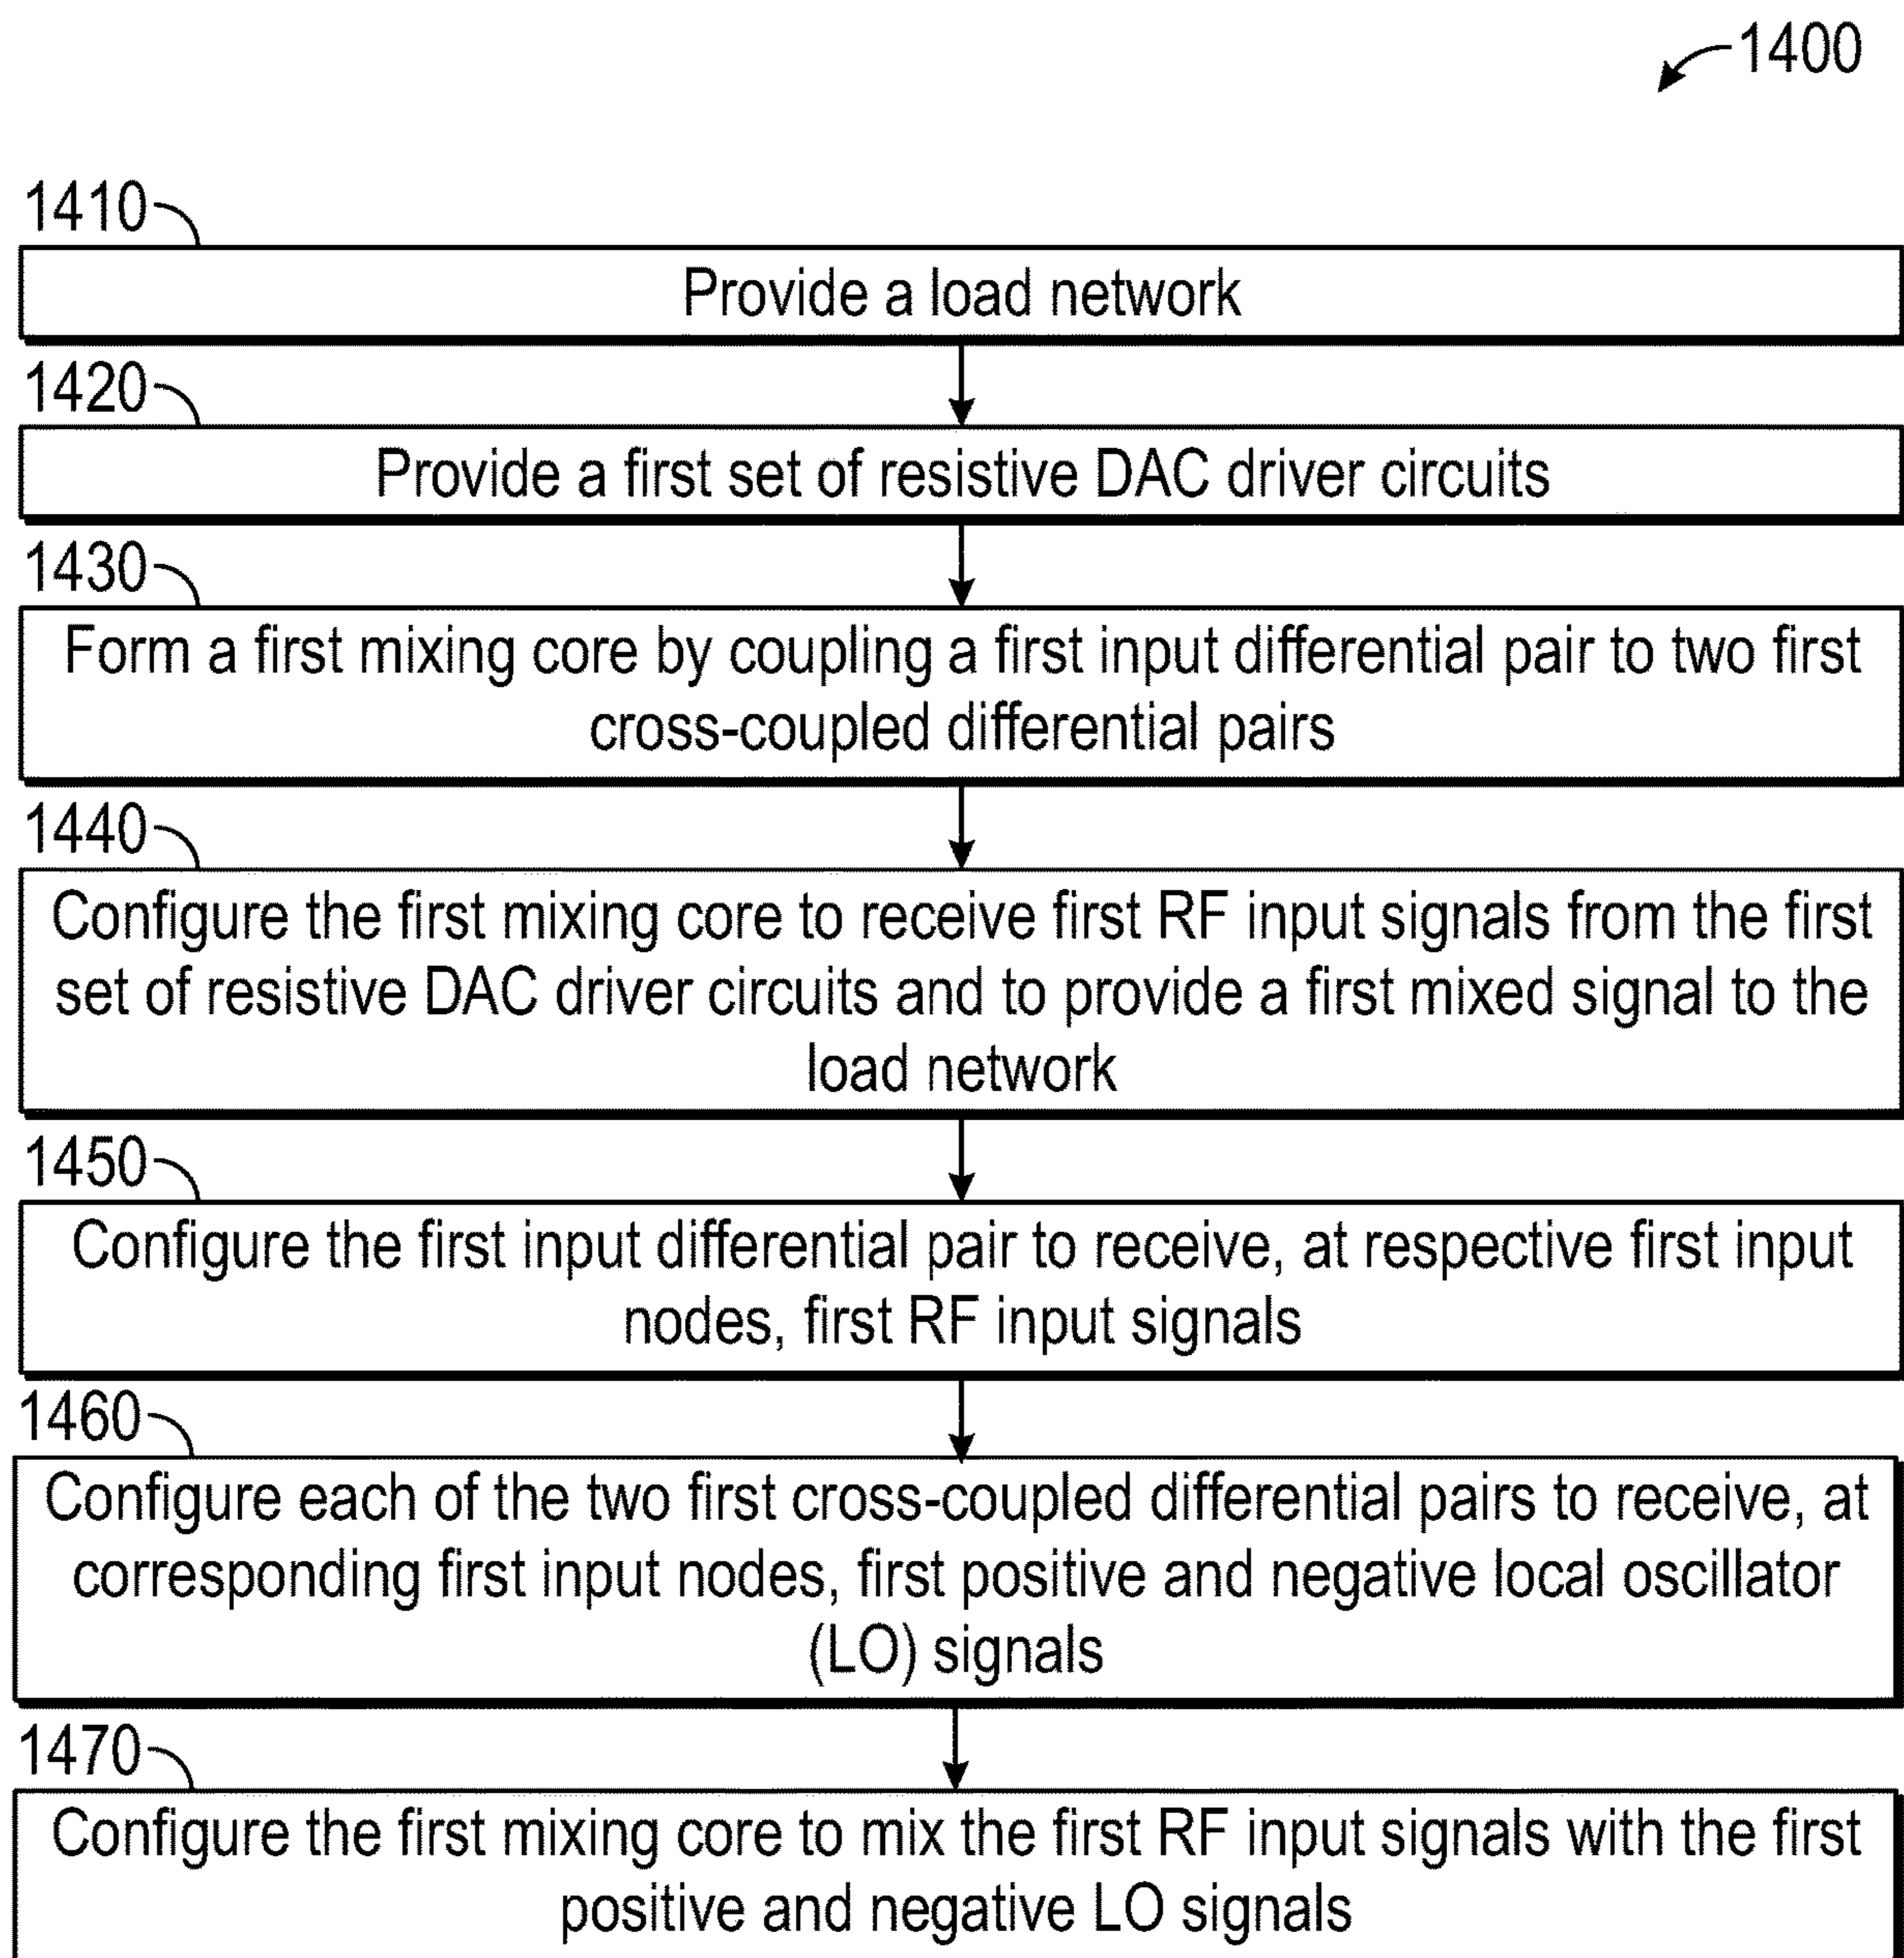 1400
1410
Provide a load network
1420
Provide a first set of resistive DAC driver circuits
1430
Form a first mixing core by coupling a first input differential pair to two first
cross-coupled differential pairs
1440
Configure the first mixing core to receive first RF input signals from the first
set of resistive DAC driver circuits and to provide a first mixed signal to the
load network
1450
Configure the first input differential pair to receive, at respective first input
nodes, first RF input signals
1460
Configure each of the two first cross-coupled differential pairs to receive, at
corresponding first input nodes, first positive and negative local oscillator
(LO) signals
1470
Configure the first mixing core to mix the first RF input signals with the first
positive and negative LO signals